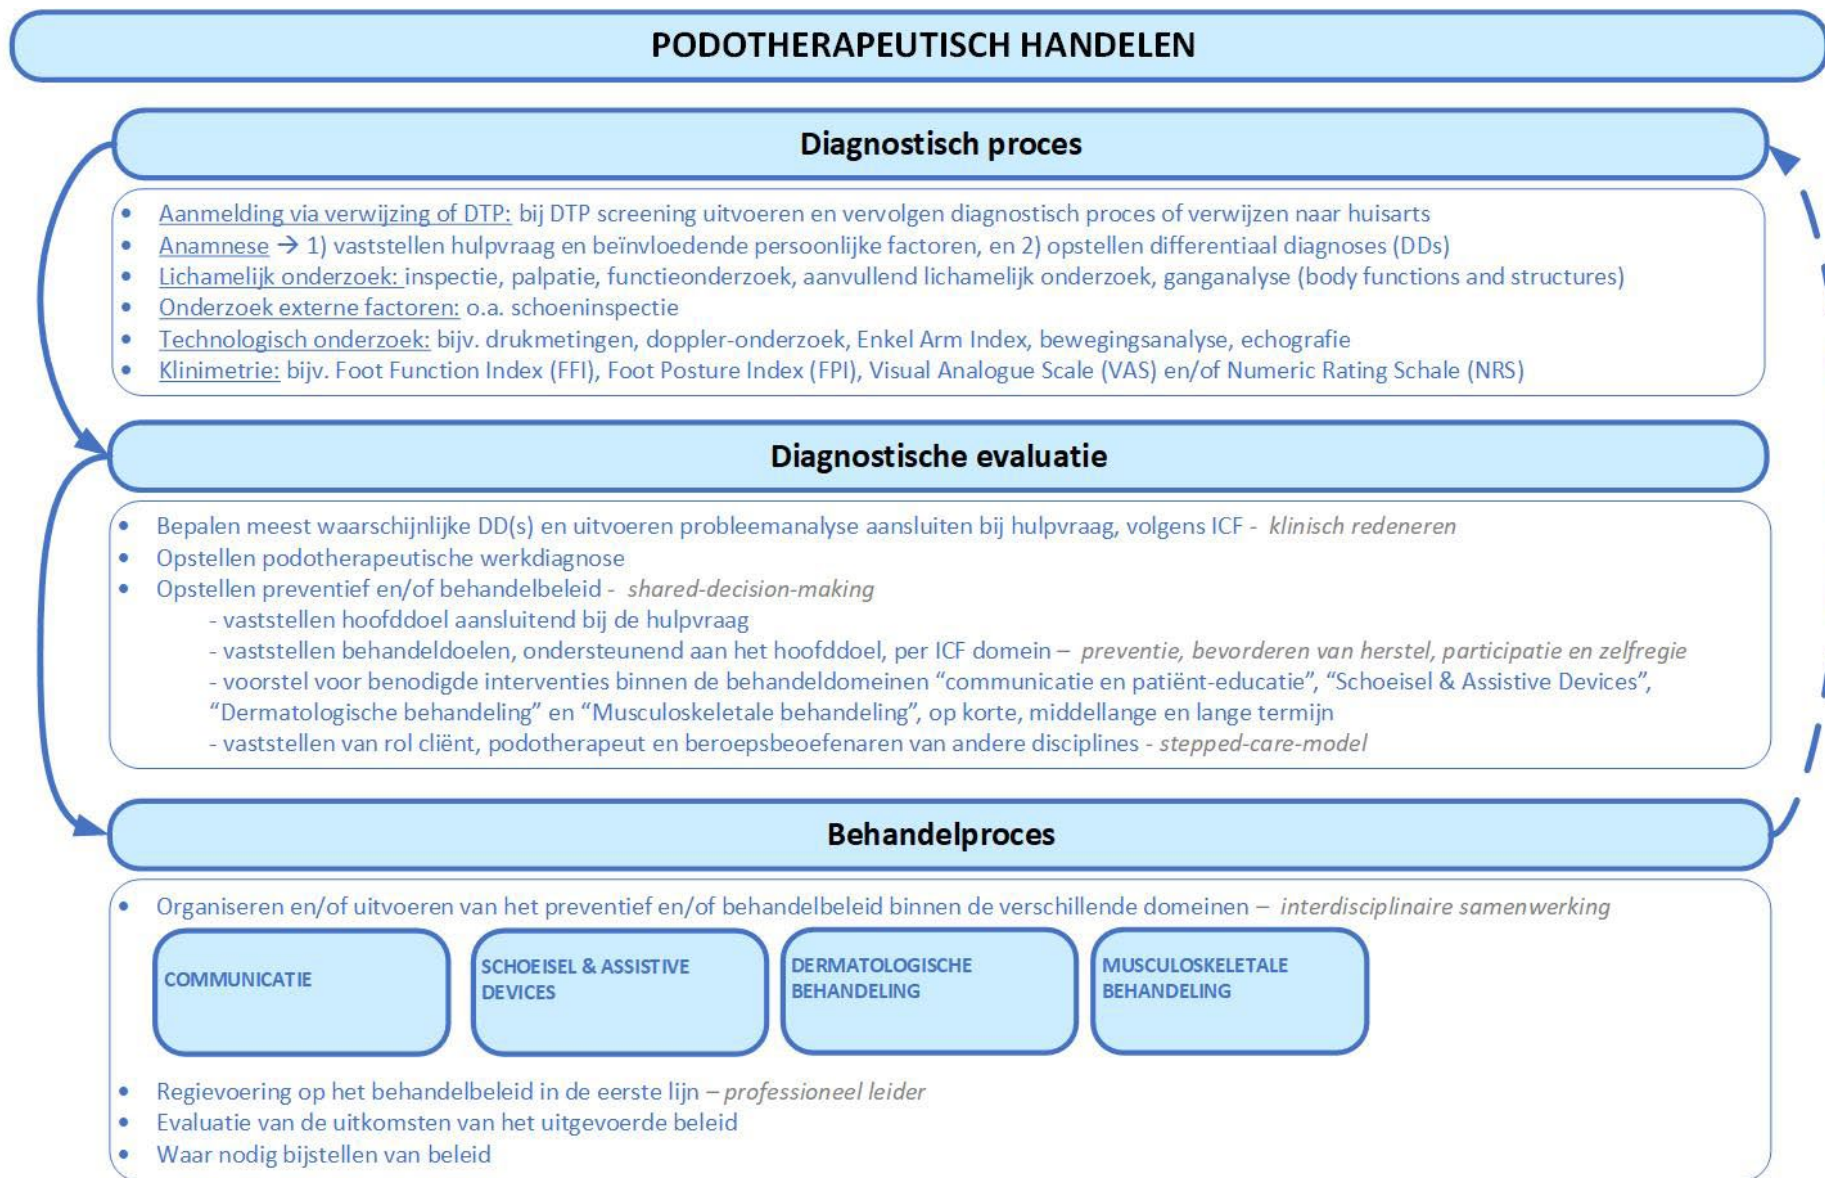 PODOTHERAPEUTISCH HANDELEN
Diagnostisch proces
• Aanmelding via verwijzing of DTP: bij DTP screening uitvoeren en vervolgen diagnostisch proces of verwijzen naar huisarts
• Anamnese → 1) vaststellen hulpvraag en beïnvloedende persoonlijke factoren, en 2) opstellen differentiaal diagnoses (DDs)
• Lichamelijk onderzoek: inspectie, palpatie, functieonderzoek, aanvullend lichamelijk onderzoek, ganganalyse (body functions and structures)
• Onderzoek externe factoren: o.a. schoeninspectie
• Technologisch onderzoek: bijv. drukmetingen, doppler-onderzoek, Enkel Arm Index, bewegingsanalyse, echografie
• Klinimetrie: bijv. Foot Function Index (FFI), Foot Posture Index (FPI), Visual Analogue Scale (VAS) en/of Numeric Rating Schale (NRS)
Diagnostische evaluatie
• Bepalen meest waarschijnlijke DD(s) en uitvoeren probleemanalyse aansluiten bij hulpvraag, volgens ICF - klinisch redeneren
• Opstellen podotherapeutische werkdiagnose
• Opstellen preventief en/of behandelbeleid - shared-decision-making
- vaststellen hoofddoel aansluitend bij de hulpvraag
- vaststellen behandeldoelen, ondersteunend aan het hoofddoel, per ICF domein – preventie, bevorderen van herstel, participatie en zelfregie
- voorstel voor benodigde interventies binnen de behandeldomeinen “communicatie en patiënt-educatie”, “Schoeisel & Assistive Devices”,
“Dermatologische behandeling” en “Musculoskeletale behandeling”, op korte, middellange en lange termijn
- vaststellen van rol cliënt, podotherapeut en beroepsbeoefenaren van andere disciplines - stepped-care-model
Behandelproces
• Organiseren en/of uitvoeren van het preventief en/of behandelbeleid binnen de verschillende domeinen – interdisciplinaire samenwerking
COMMUNICATIE
SCHOEISEL & ASSISTIVE
DEVICES
DERMATOLOGISCHE
BEHANDELING
MUSCULOSKELETALE
BEHANDELING
• Regievoering op het behandelbeleid in de eerste lijn – professioneel leider
• Evaluatie van de uitkomsten van het uitgevoerde beleid
• Waar nodig bijstellen van beleid